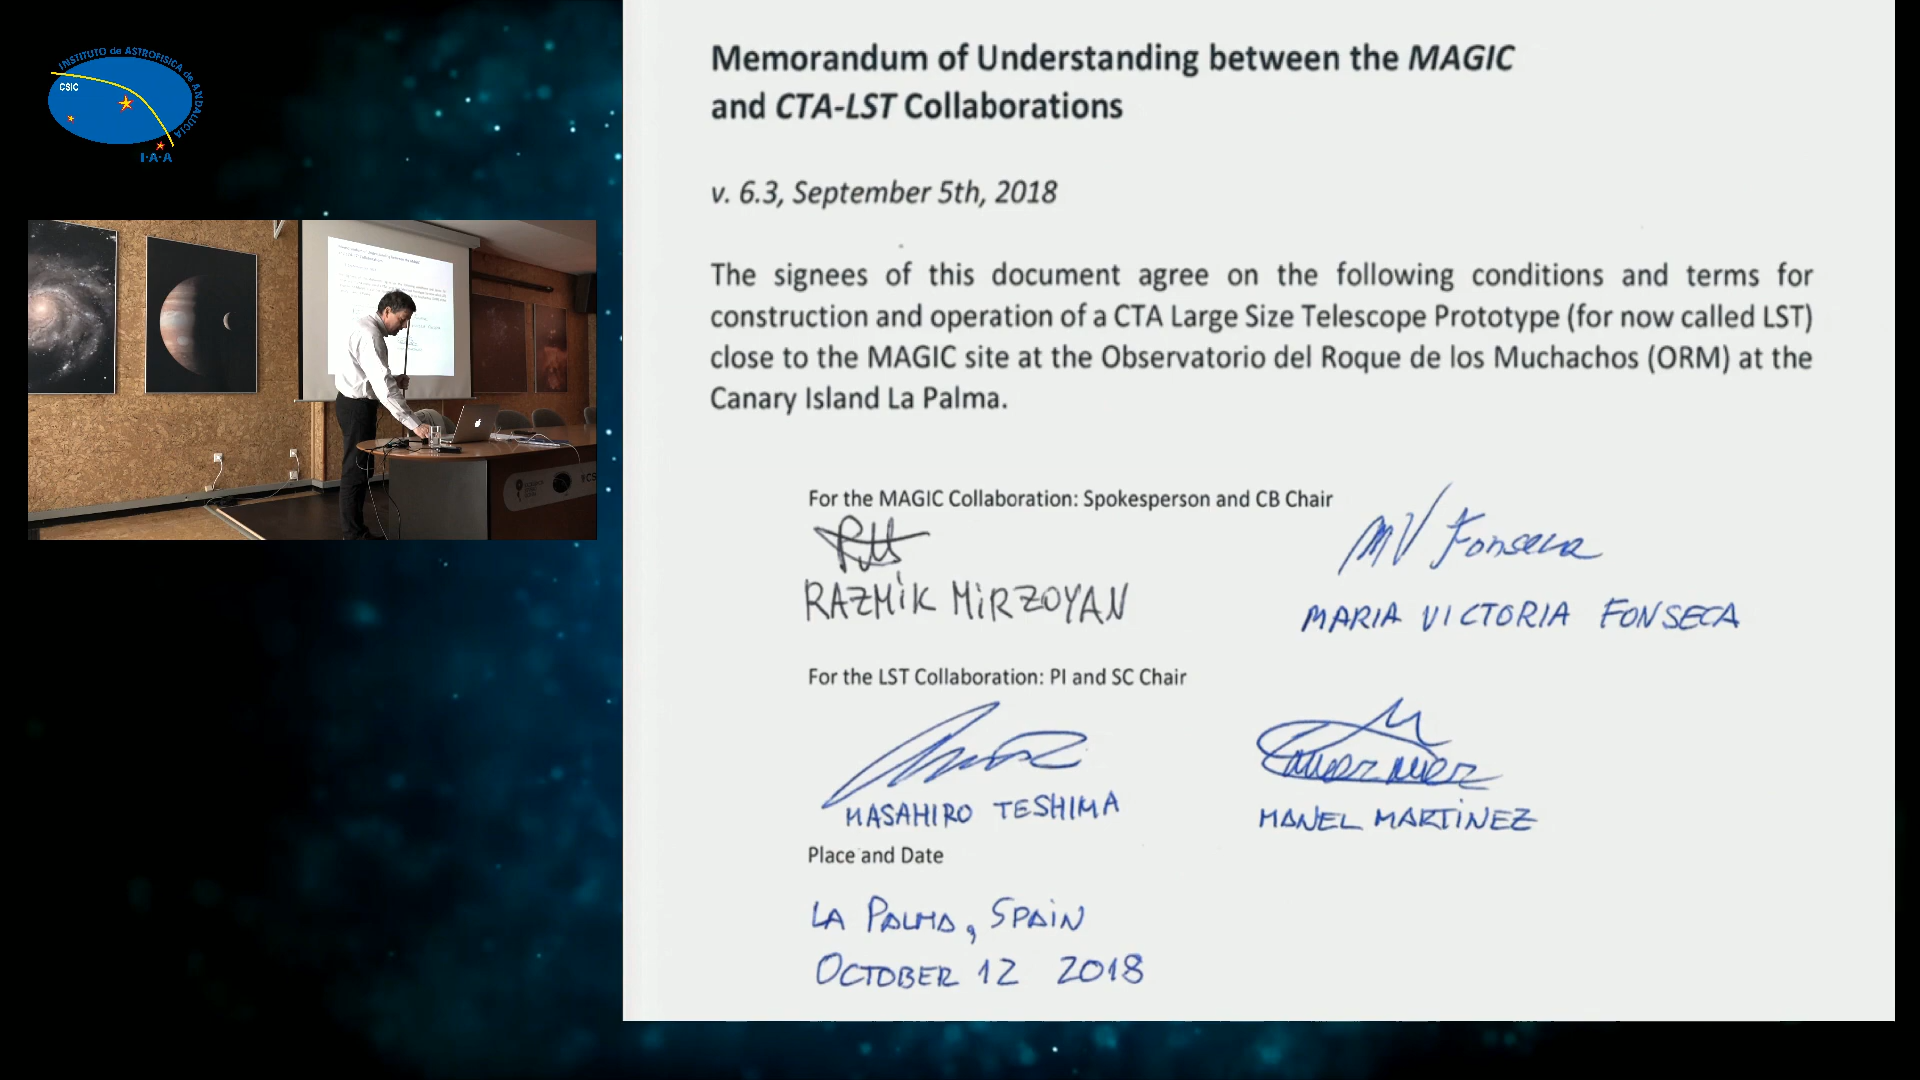 INSTITUTO de ASTROFISICA de ANDALUCIA
CSIC
I·A·A
Memorandum of Understanding between the MAGIC
and CTA-LST Collaborations
v. 6.3, September 5th, 2018
The signees of this document agree on the following conditions and terms for
construction and operation of a CTA Large Size Telescope Prototype (for now called LST)
close to the MAGIC site at the Observatorio del Roque de los Muchachos (ORM) at the
Canary Island La Palma.
For the MAGIC Collaboration: Spokesperson and CB Chair
MV Fonseca
RAZMIK MIRZOYAN
MARIA VICTORIA FONSECA
For the LST Collaboration: PI and SC Chair
MASAHIRO TESHIMA
MANEL MARTINEZ
Place and Date
LA PALMA, SPAIN
OCTOBER 12 2018